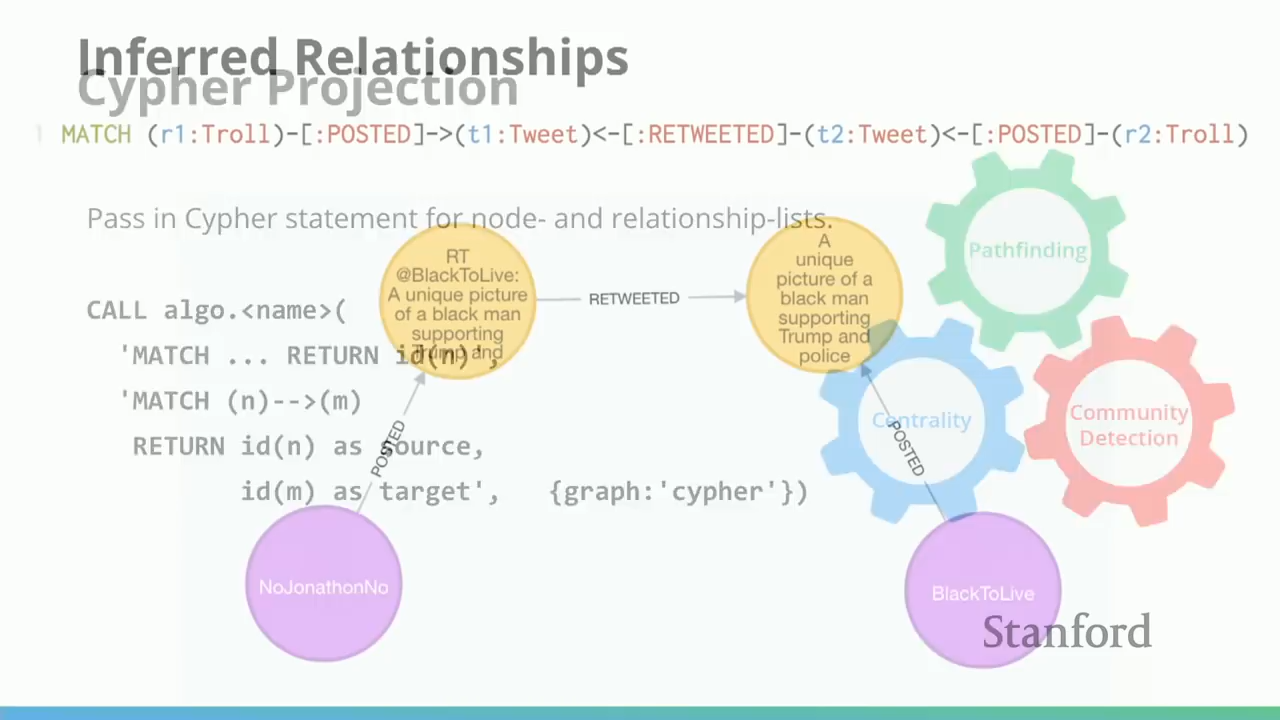 Inferred Relationships
Cypher Projection
1 MATCH (r1:Troll)-[:POSTED]->(t1:Tweet)<-[:RETWEETED]-(t2:Tweet)<-[:POSTED]-(r2:Troll)
Pass in Cypher statement for node- and relationship-lists.
CALL algo.<name>(
'MATCH ... RETURN id(n)',
'MATCH (n)-->(m)
RETURN id(n) as source,
id(m) as target',   {graph:'cypher'})
RT
@BlackToLive:
A unique picture
of a black man
supporting
Trump and
RETWEETED
A
unique
picture of a
black man
supporting
Trump and
police
POSTED
POSTED
NoJonathonNo
BlackToLive
Pathfinding
Centrality
Community
Detection
Stanford